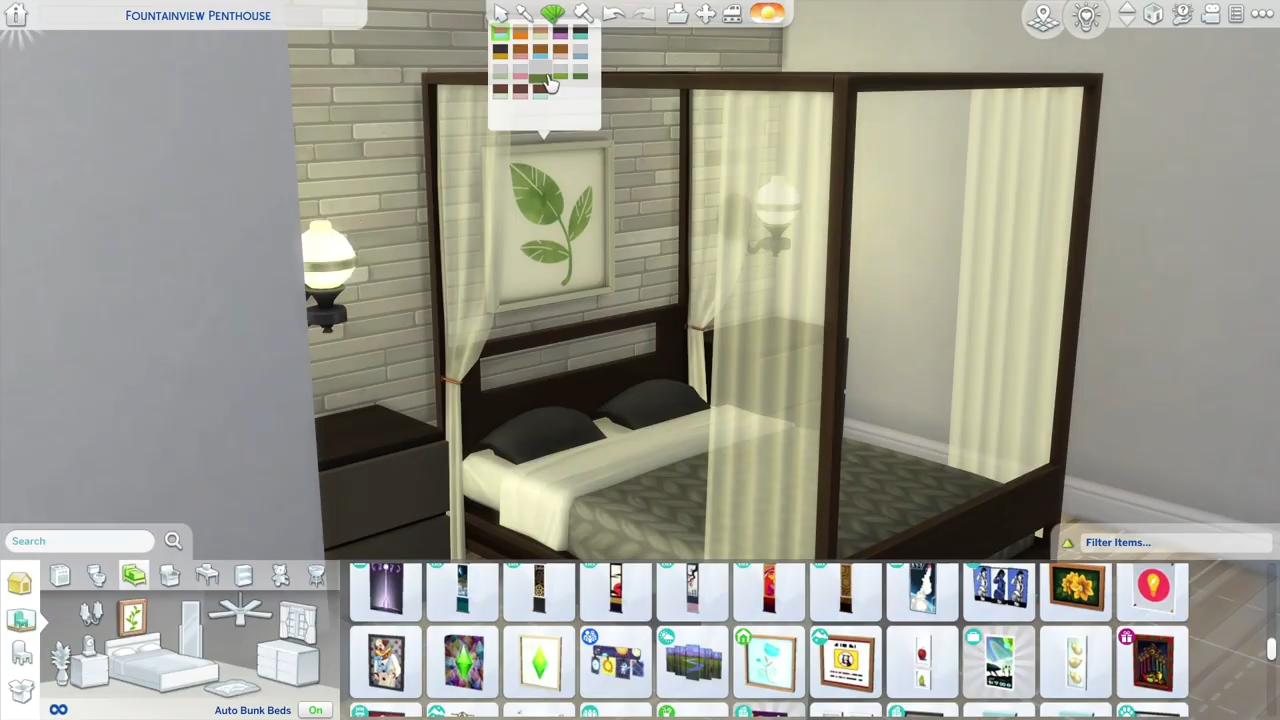 Fountainview Penthouse
Search
Filter Items...
Auto Bunk Beds
On